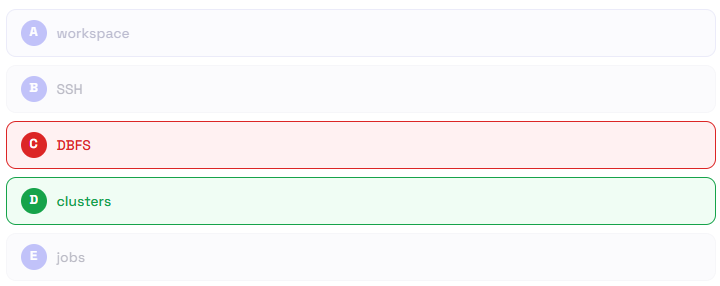 A workspace
B SSH
C DBFS
D clusters
E jobs